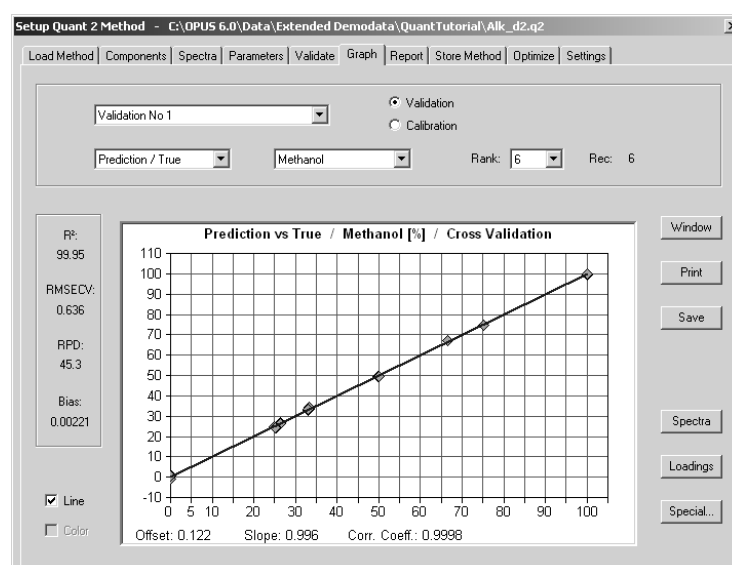 Setup Quant 2 Method - C:\OPUS 6.0\Data\Extended Demodata\QuantTutorial\Alk_d2.q2
Load Method Components Spectra Parameters Validate Graph Report Store Method Optimize Settings
Validation No 1
Validation
Calibration
Prediction / True Methanol Rank: 6 Rec: 6
R²:
99.95
RMSECV:
0.636
RPD:
45.3
Bias:
0.00221
Line
Color
Prediction vs True / Methanol [%] / Cross Validation
110
100
90
80
70
60
50
40
30
20
10
0
-10
0 5 10 20 30 40 50 60 70 80 90 100
Offset: 0.122 Slope: 0.996 Corr. Coeff.: 0.9998
Window
Print
Save
Spectra
Loadings
Special...